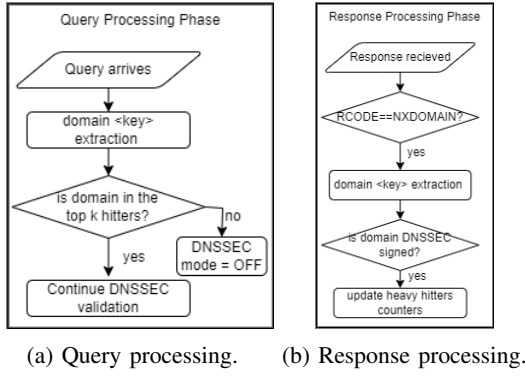 Query Processing Phase
Query arrives
domain <key>
extraction
is domain in the
top k hitters?
no
yes
DNSSEC
mode = OFF
Continue DNSSEC
validation
(a) Query processing.
Response Processing Phase
Response recieved
RCODE==NXDOMAIN?
yes
domain <key> extraction
is domain DNSSEC
signed?
yes
update heavy hitters
counters
(b) Response processing.